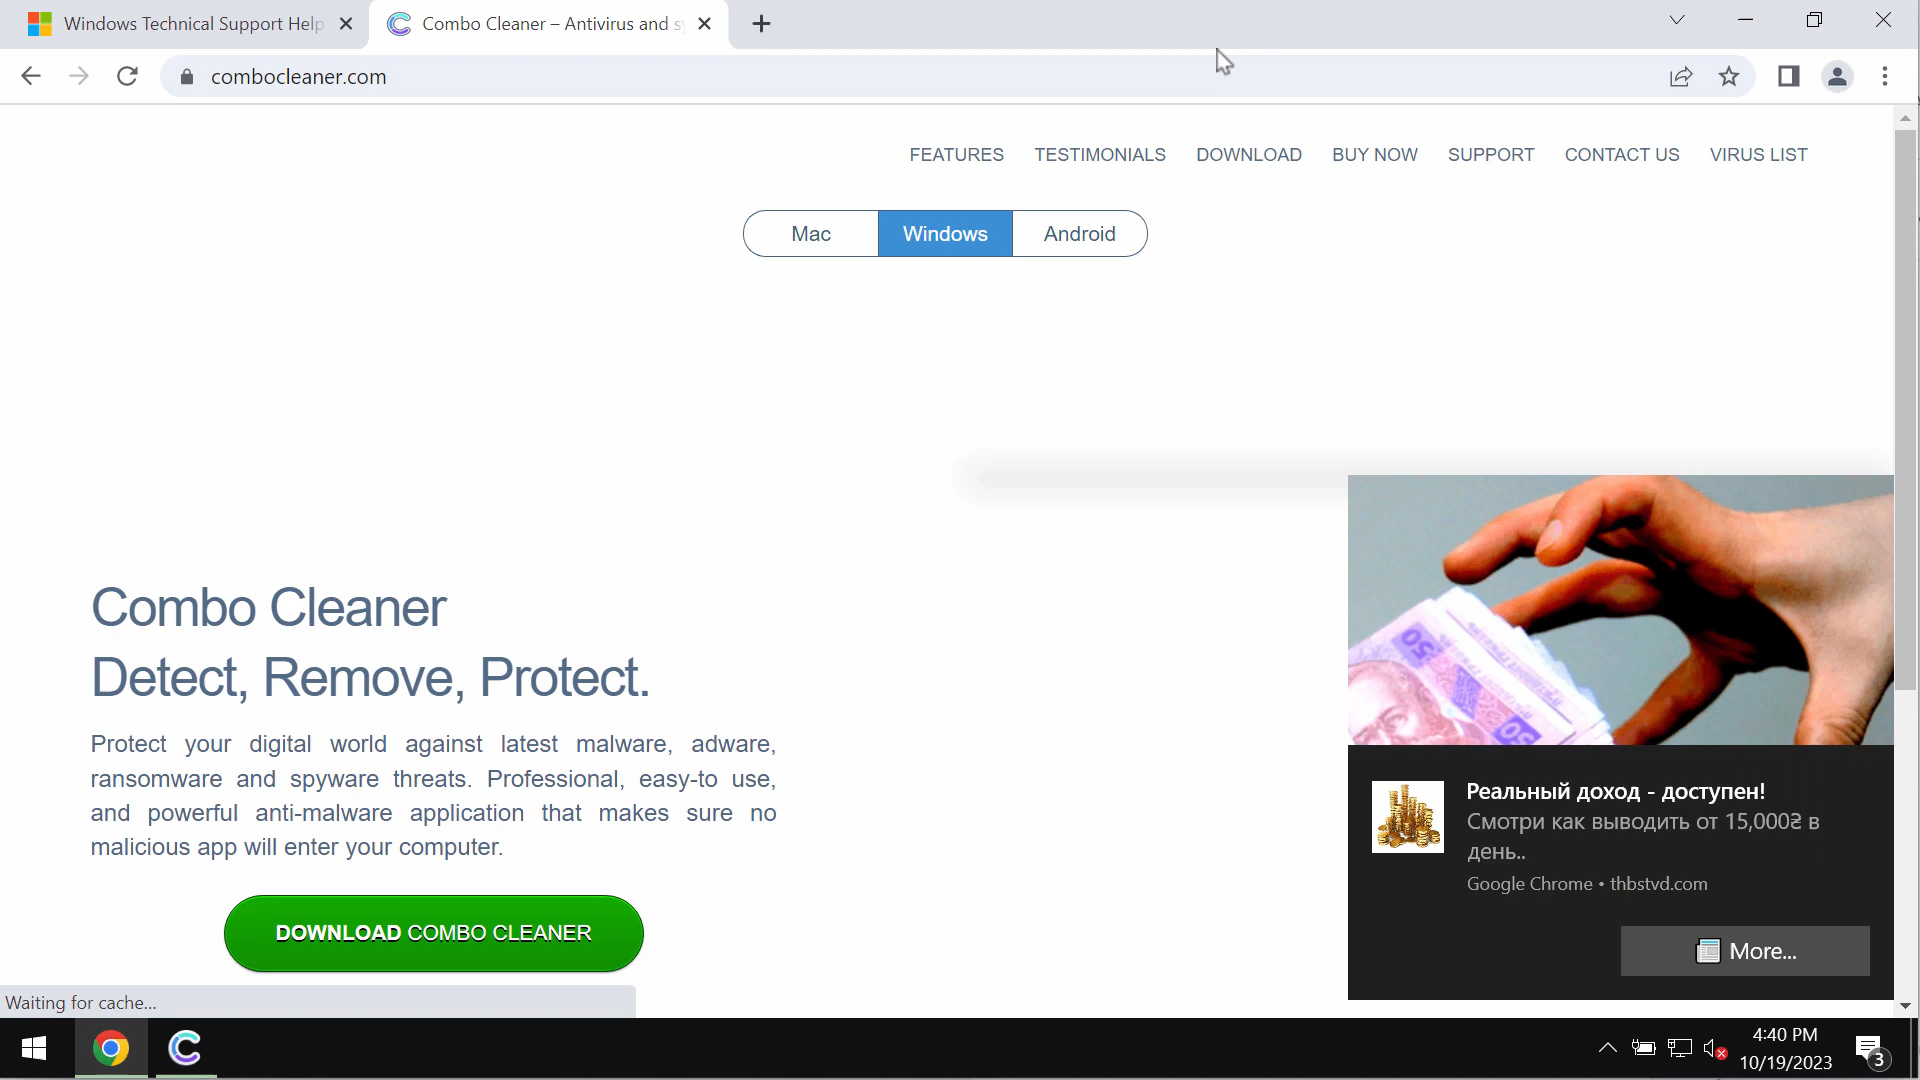 Windows Technical Support Help
Combo Cleaner – Antivirus and s
combocleaner.com
FEATURES TESTIMONIALS DOWNLOAD BUY NOW SUPPORT CONTACT US VIRUS LIST
Mac Windows Android
Combo Cleaner
Detect, Remove, Protect.
Protect your digital world against latest malware, adware,
ransomware and spyware threats. Professional, easy-to use,
and powerful anti-malware application that makes sure no
malicious app will enter your computer.
DOWNLOAD COMBO CLEANER
50
50
Реальный доход - доступен!
Смотри как выводить от 15,000₴ в
день..
Google Chrome • thbstvd.com
More...
Waiting for cache...
4:40 PM
10/19/2023
3